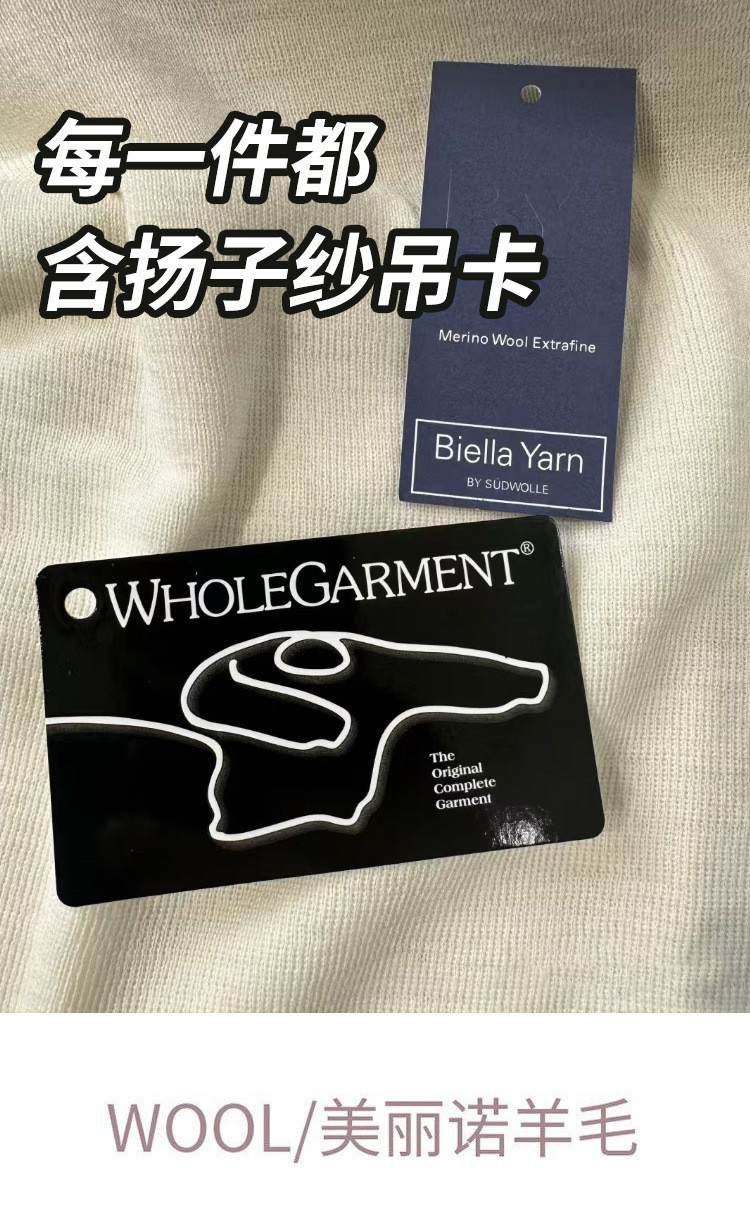 每一件都
含扬子纱吊卡
Merino Wool Extrafine
Biella Yarn
BY SÜDWOLLE
WHOLEGARMENT®
The
Original
Complete
Garment
WOOL/美丽诺羊毛